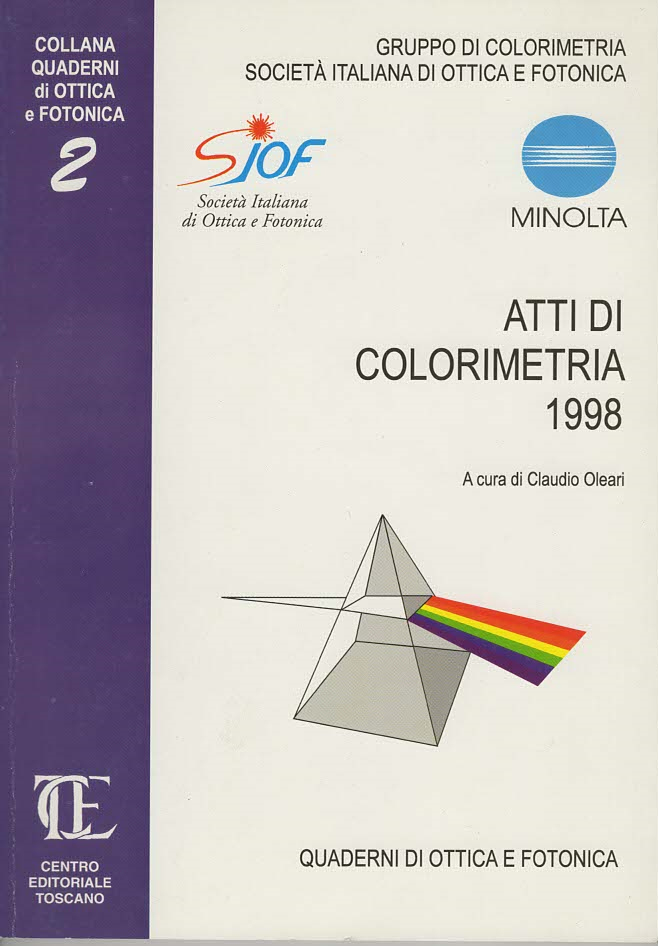 COLLANA
QUADERNI
di OTTICA
e FOTONICA
2
GRUPPO DI COLORIMETRIA
SOCIETÀ ITALIANA DI OTTICA E FOTONICA
SIOF
Società Italiana
di Ottica e Fotonica
MINOLTA
ATTI DI
COLORIMETRIA
1998
A cura di Claudio Oleari
CTE
CENTRO
EDITORIALE
TOSCANO
QUADERNI DI OTTICA E FOTONICA